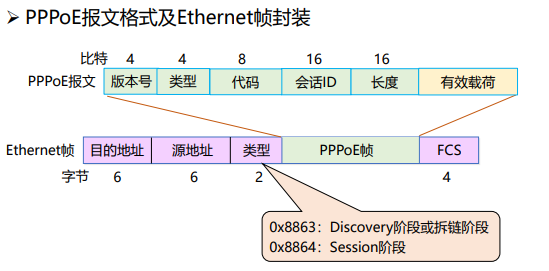 ➢ PPPoE报文格式及Ethernet帧封装
比特 4 4 8 16 16
PPPoE报文 版本号 类型 代码 会话ID 长度 有效载荷
Ethernet帧 目的地址 源地址 类型 PPPoE帧 FCS
字节 6 6 2 4
0x8863：Discovery阶段或拆链阶段
0x8864：Session阶段